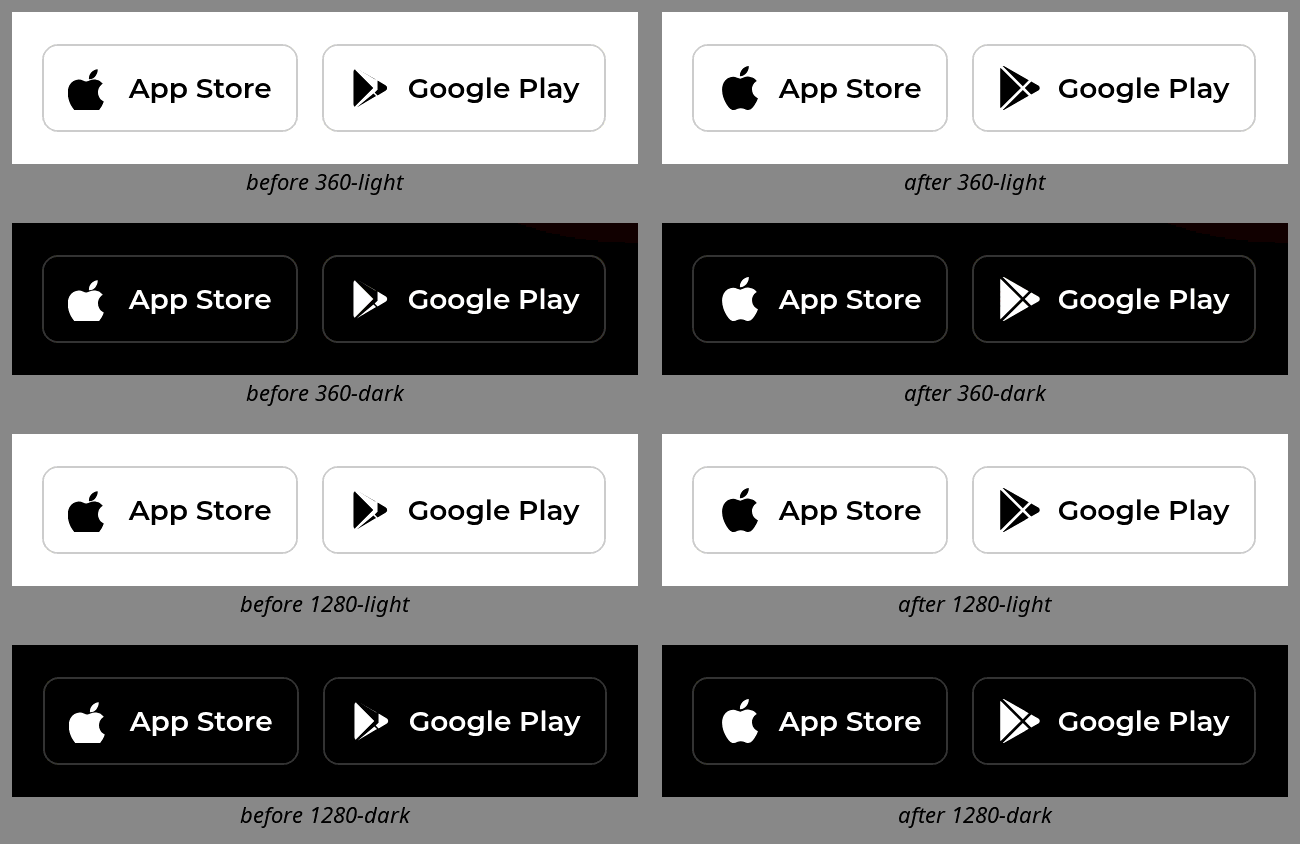 App Store Google Play App Store Google Play
before 360-light after 360-light
App Store Google Play App Store Google Play
before 360-dark after 360-dark
App Store Google Play App Store Google Play
before 1280-light after 1280-light
App Store Google Play App Store Google Play
before 1280-dark after 1280-dark